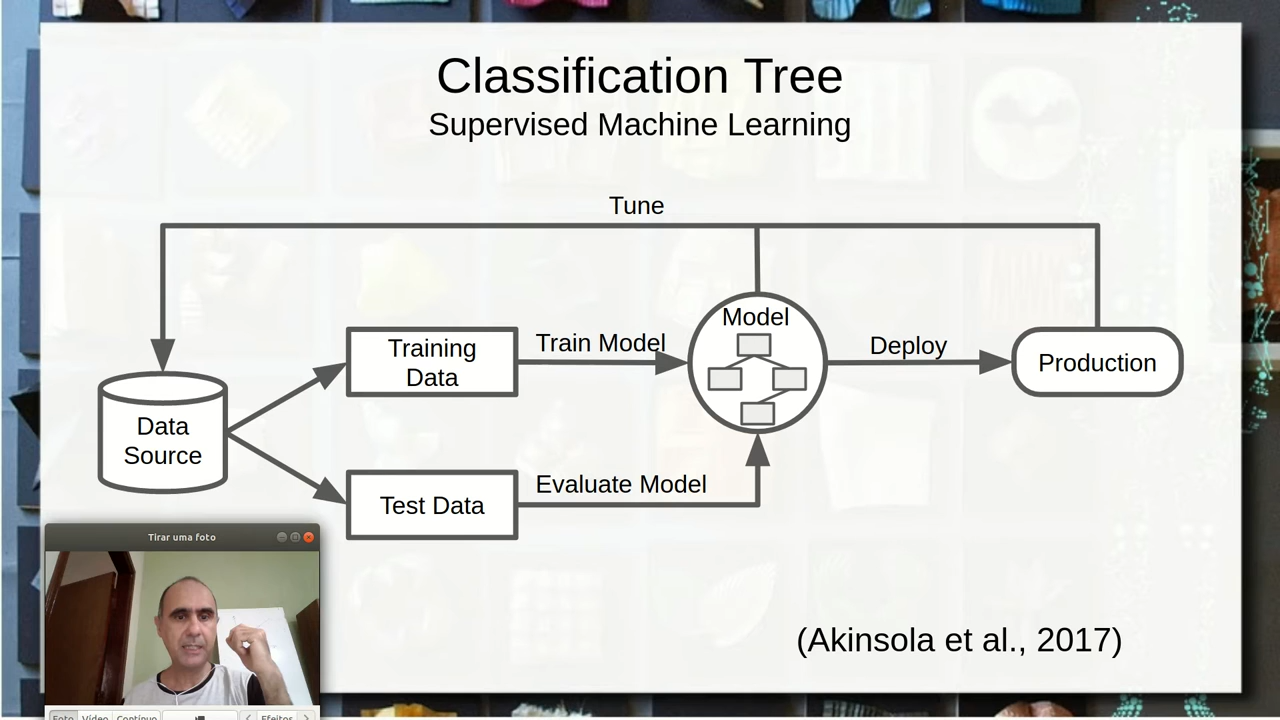 Classification Tree
Supervised Machine Learning
Tune
Training
Data
Train Model
Model
Deploy
Production
Data
Source
Test Data
Evaluate Model
Tirar uma foto
Foto Vídeo Contínuo Efeitos
(Akinsola et al., 2017)